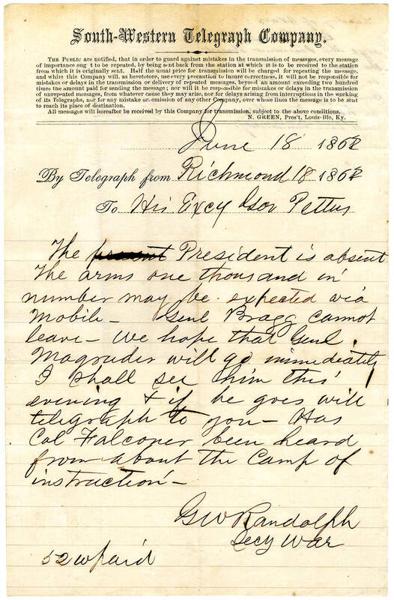 South-Western Telegraph Company.
THE PUBLIC are notified, that in order to guard against mistakes in the transmission of messages, every message
of importance ought to be repeated, by being sent back from the station at which it is to be received to the station
from which it is originally sent. Half the usual price for transmission will be charged for repeating the message,
and while this Company will, as heretofore, use every precaution to insure correctness, it will not be responsible for
mistakes or delays in the transmission or delivery of repeated messages, beyond an amount exceeding two hundred
times the amount paid for sending the message; nor will it be responsible for mistakes or delays in the transmission of
unrepeated messages, from whatever cause they may arise, nor for delays arising from interruptions in the working
of its Telegraphs, nor for any mistake or omission of any other Company, over whose lines the message is to be sent
to reach its place of destination.
All messages will hereafter be received by this Company for transmission, subject to the above conditions.
N. GREEN, Pres't, Louisville, Ky.
June 18 1862
By Telegraph from Richmond 18 1862
To His Excy Gov Pettus
The President is absent
The arms one thousand in
number may be expected via
Mobile - Genl Bragg cannot
leave - We hope that Genl
Magruder will go immediately
I shall see him this
evening & if he goes will
telegraph to you - Has
Col Falconer been heard
from about the Camp of
instruction -
GW Randolph
Secy War
52 w paid